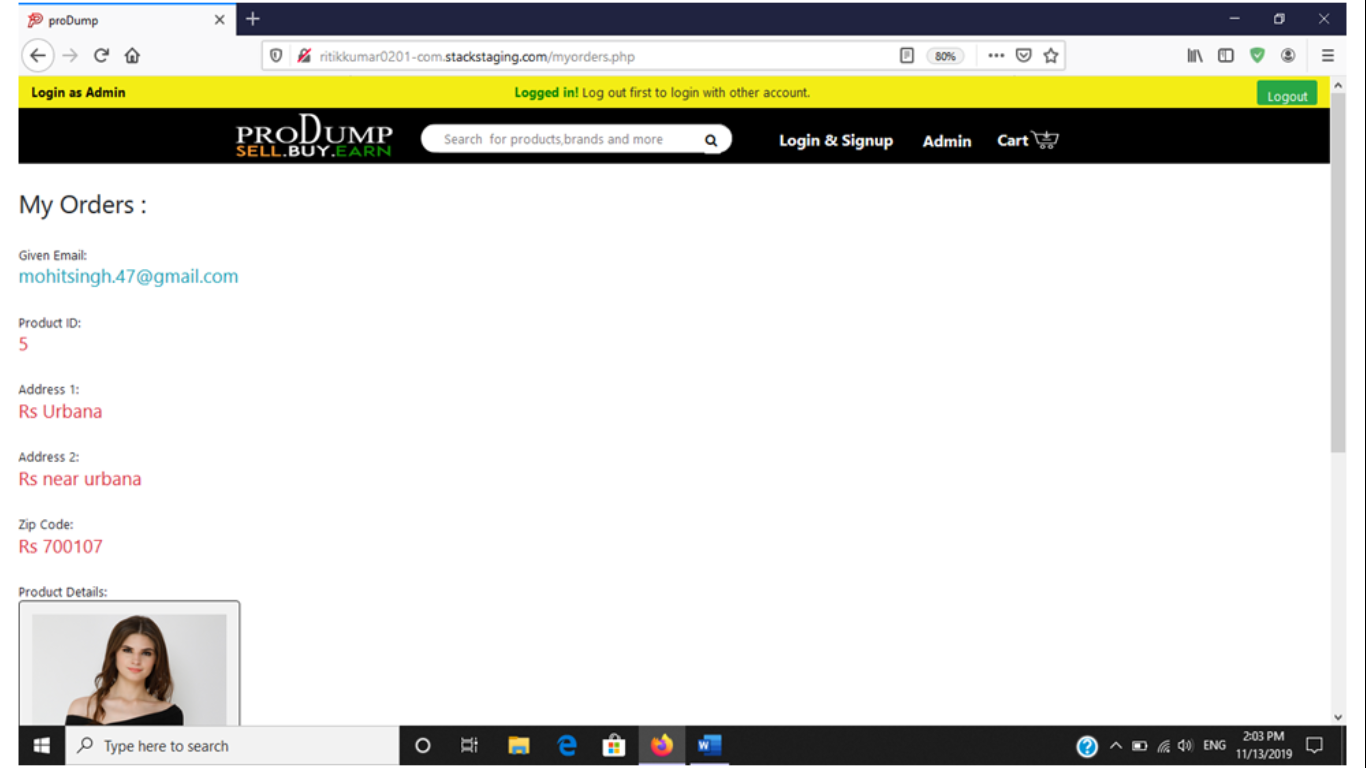 proDump
ritikkumar0201-com.stackstaging.com/myorders.php
80%
Login as Admin
Logged in! Log out first to login with other account.
Logout
PRODUMP
SELL.BUY.EARN
Search for products,brands and more
Login & Signup
Admin
Cart
My Orders :
Given Email:
mohitsingh.47@gmail.com
Product ID:
5
Address 1:
Rs Urbana
Address 2:
Rs near urbana
Zip Code:
Rs 700107
Product Details:
Type here to search
ENG
2:03 PM
11/13/2019